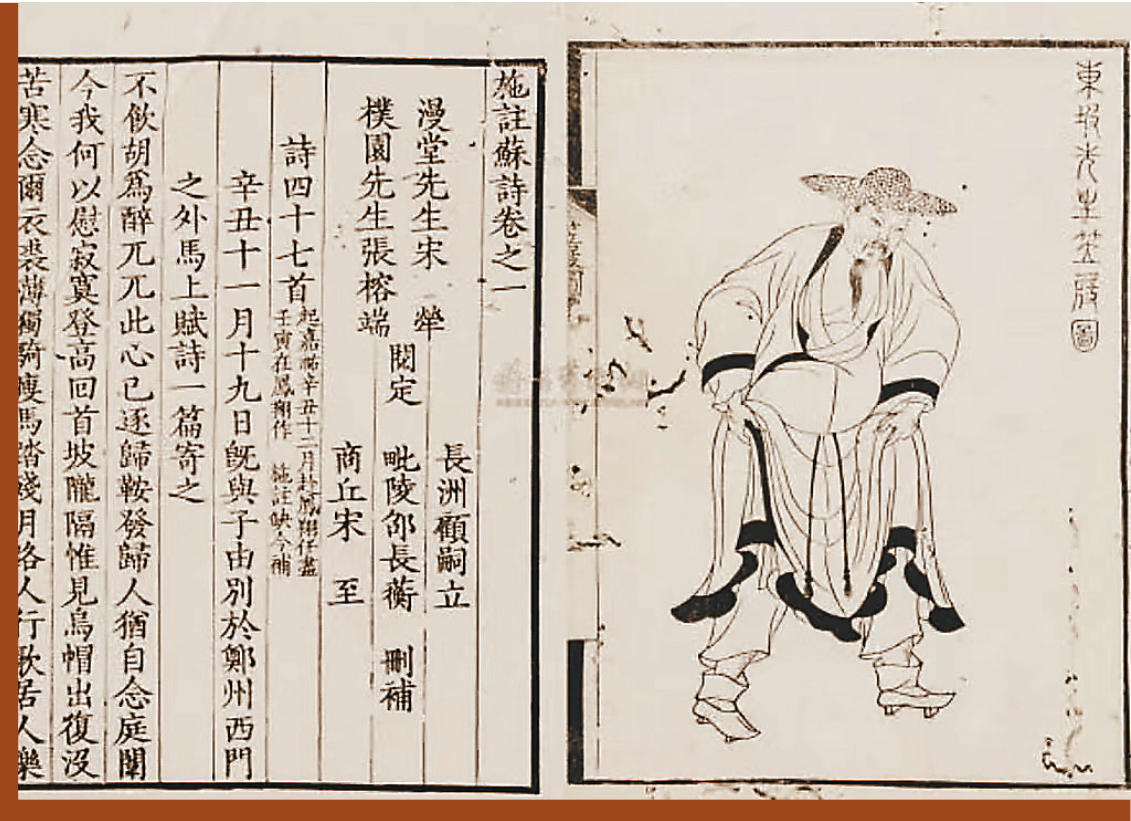 東坡先生笠屐圖
施註蘇詩卷之一
漫堂先生宋 犖
樸園先生張榕端
閱定
長洲顧嗣立
毗陵邵長蘅
商丘宋 至
刪補
詩四十七首
起嘉祐辛丑十二月赴鳳翔任盡
壬寅在鳳翔作 施註缺今補
辛丑十一月十九日旣與子由別於鄭州西門
之外馬上賦詩一篇寄之
不飲胡爲醉兀兀此心已逐歸鞍發歸人猶自念庭闈
今我何以慰寂寞登高回首坡隴隔惟見烏帽出復沒
苦寒念爾衣裘薄獨騎瘦馬踏殘月路人行歌居人樂